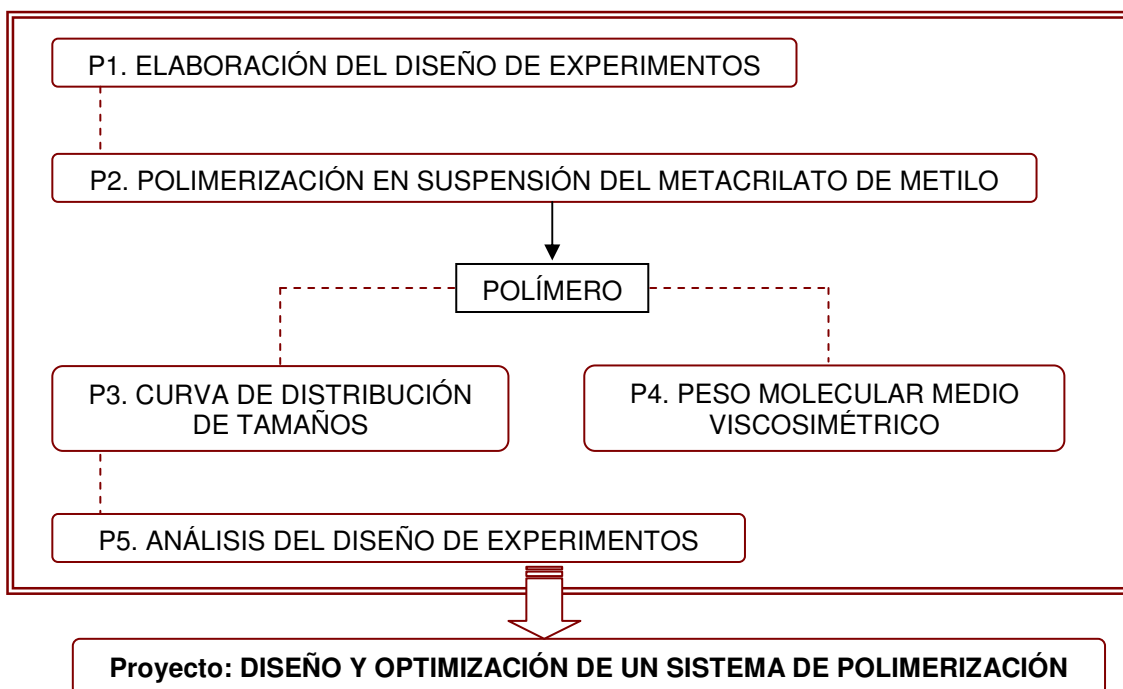 P1. ELABORACIÓN DEL DISEÑO DE EXPERIMENTOS
P2. POLIMERIZACIÓN EN SUSPENSIÓN DEL METACRILATO DE METILO
POLÍMERO
P3. CURVA DE DISTRIBUCIÓN
DE TAMAÑOS
P4. PESO MOLECULAR MEDIO
VISCOSIMÉTRICO
P5. ANÁLISIS DEL DISEÑO DE EXPERIMENTOS
Proyecto: DISEÑO Y OPTIMIZACIÓN DE UN SISTEMA DE POLIMERIZACIÓN